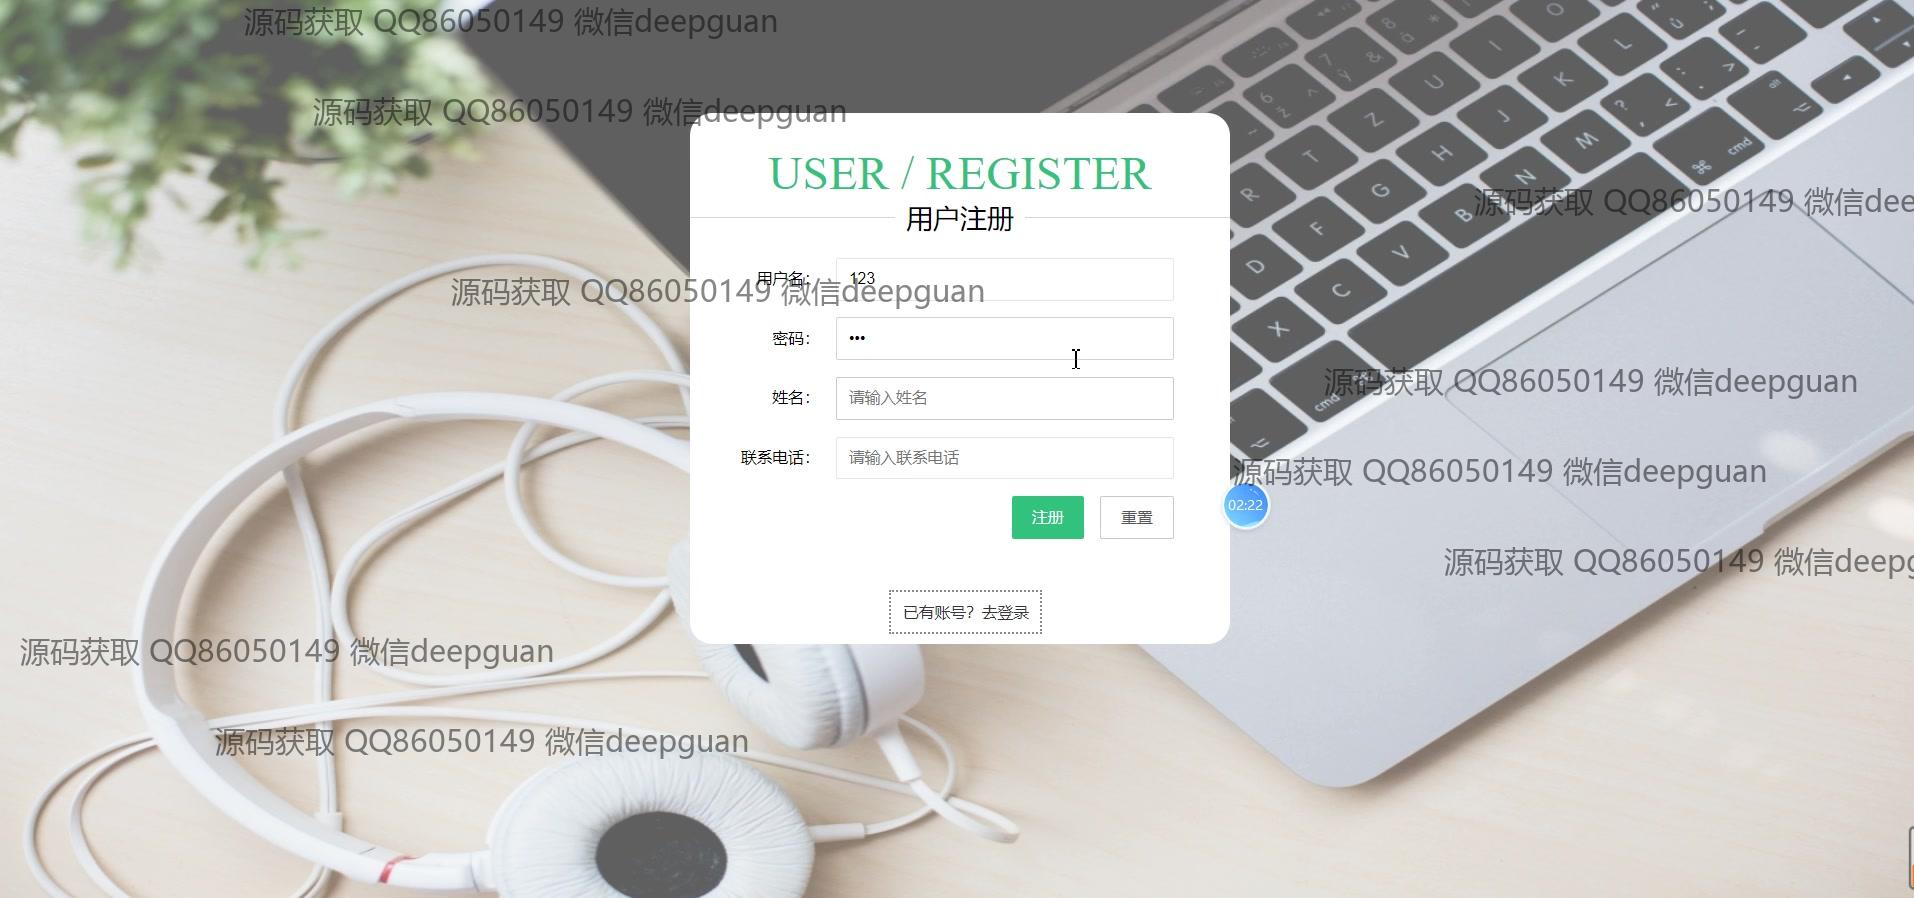 源码获取 QQ86050149 微信deepguan
源码获取 QQ86050149 微信deepguan
USER / REGISTER
源码获取 QQ86050149 微信dee
用户注册
用户名：
123
源码获取 QQ86050149 微信deepguan
密码：
•••
源码获取 QQ86050149 微信deepguan
姓名：
请输入姓名
联系电话：
请输入联系电话
源码获取 QQ86050149 微信deepguan
注册
重置
02:22
源码获取 QQ86050149 微信deepg
已有账号？去登录
源码获取 QQ86050149 微信deepguan
源码获取 QQ86050149 微信deepguan